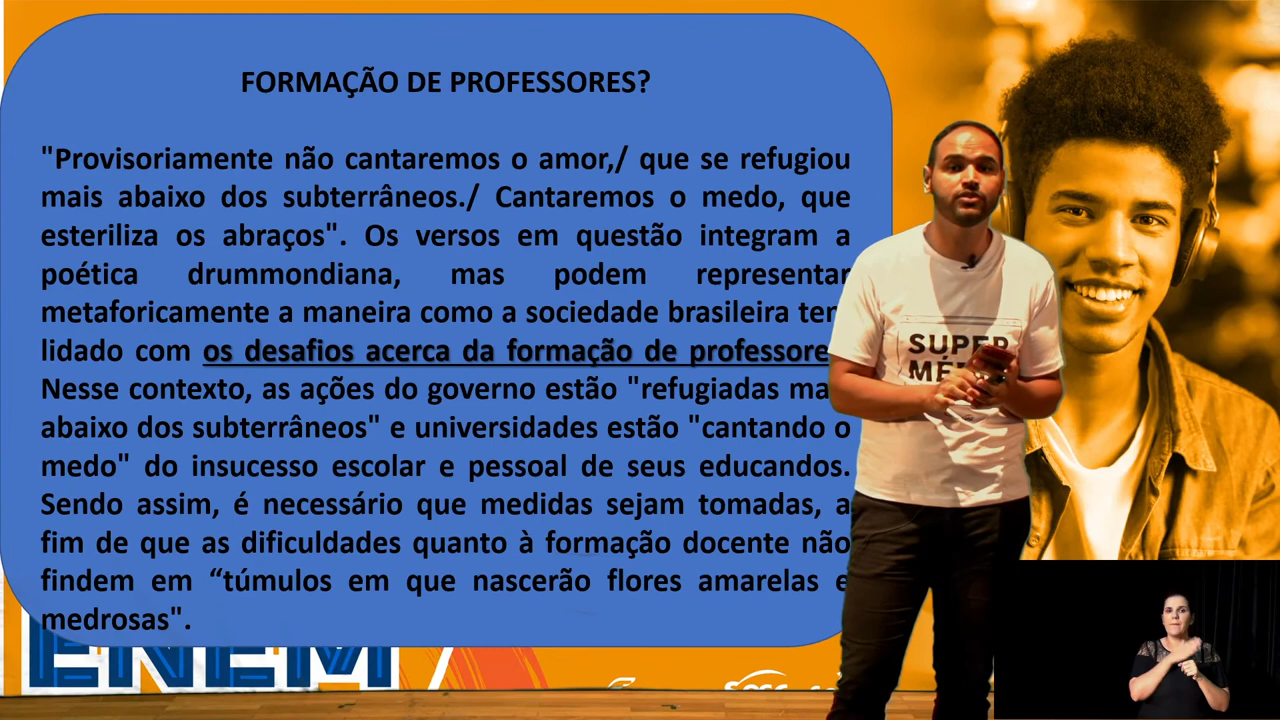 FORMAÇÃO DE PROFESSORES?
"Provisoriamente não cantaremos o amor,/ que se refugiou
mais abaixo dos subterrâneos./ Cantaremos o medo, que
esteriliza os abraços". Os versos em questão integram a
poética drummondiana, mas podem representar
metaforicamente a maneira como a sociedade brasileira tem
lidado com os desafios acerca da formação de professore
Nesse contexto, as ações do governo estão "refugiadas ma
abaixo dos subterrâneos" e universidades estão "cantando o
medo" do insucesso escolar e pessoal de seus educandos.
Sendo assim, é necessário que medidas sejam tomadas, a
fim de que as dificuldades quanto à formação docente não
findem em “túmulos em que nascerão flores amarelas e
medrosas".
SUPER
ENEM